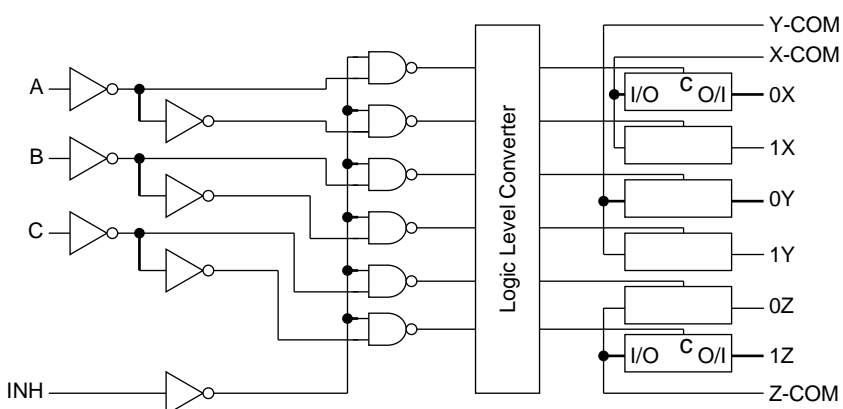 Y-COM
X-COM
A
I/O C O/I
0X
1X
B
0Y
C
Logic Level Converter
1Y
0Z
I/O C O/I
1Z
INH
Z-COM